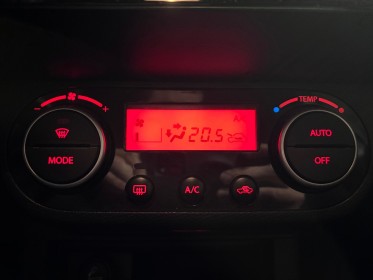 − +
TEMP
20.5
AUTO
MODE
OFF
A/C